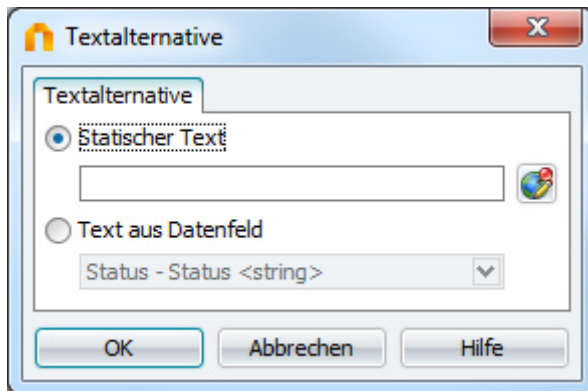 Textalternative
Textalternative
Statischer Text
Text aus Datenfeld
Status - Status <string>
OK Abbrechen Hilfe